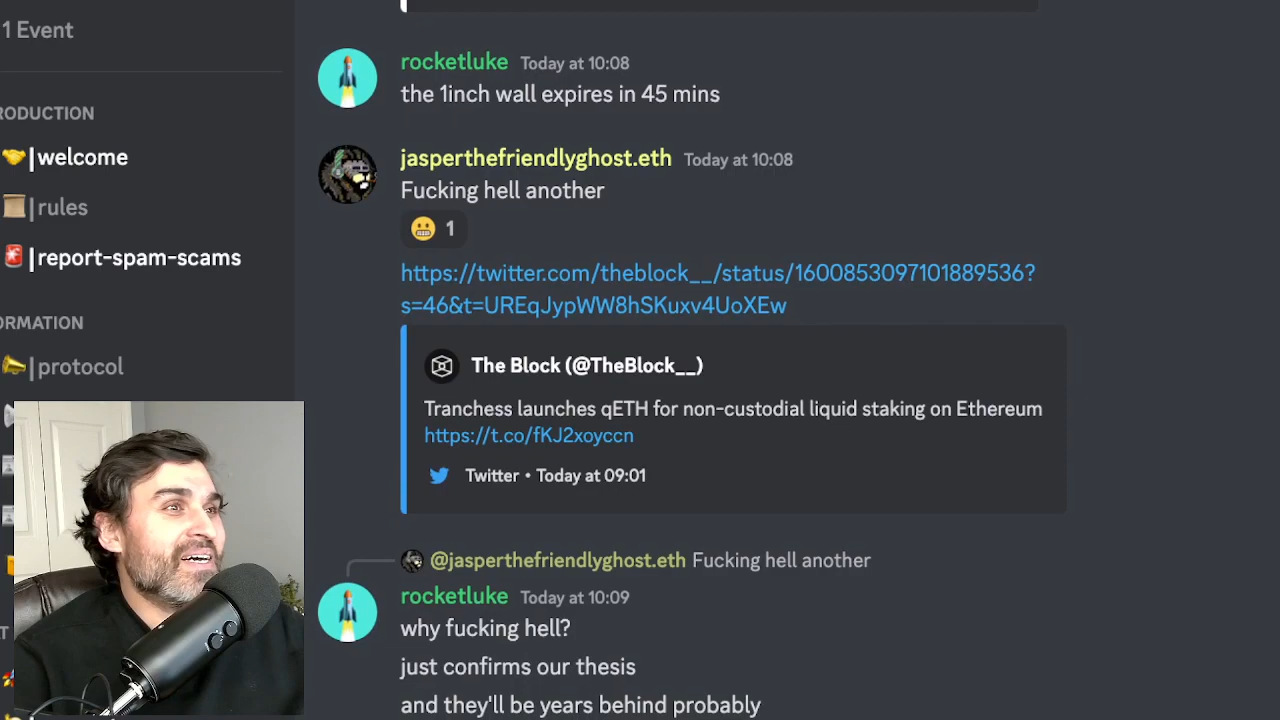 1 Event
RODUCTION
|welcome
|rules
|report-spam-scams
ORMATION
|protocol
rocketluke Today at 10:08
the 1inch wall expires in 45 mins
jasperthefriendlyghost.eth Today at 10:08
Fucking hell another
1
https://twitter.com/theblock__/status/1600853097101889536?
s=46&t=UREqJypWW8hSKuxv4UoXEw
The Block (@TheBlock__)
Tranchess launches qETH for non-custodial liquid staking on Ethereum
https://t.co/fKJ2xoyccn
Twitter • Today at 09:01
@jasperthefriendlyghost.eth Fucking hell another
rocketluke Today at 10:09
why fucking hell?
just confirms our thesis
and they'll be years behind probably